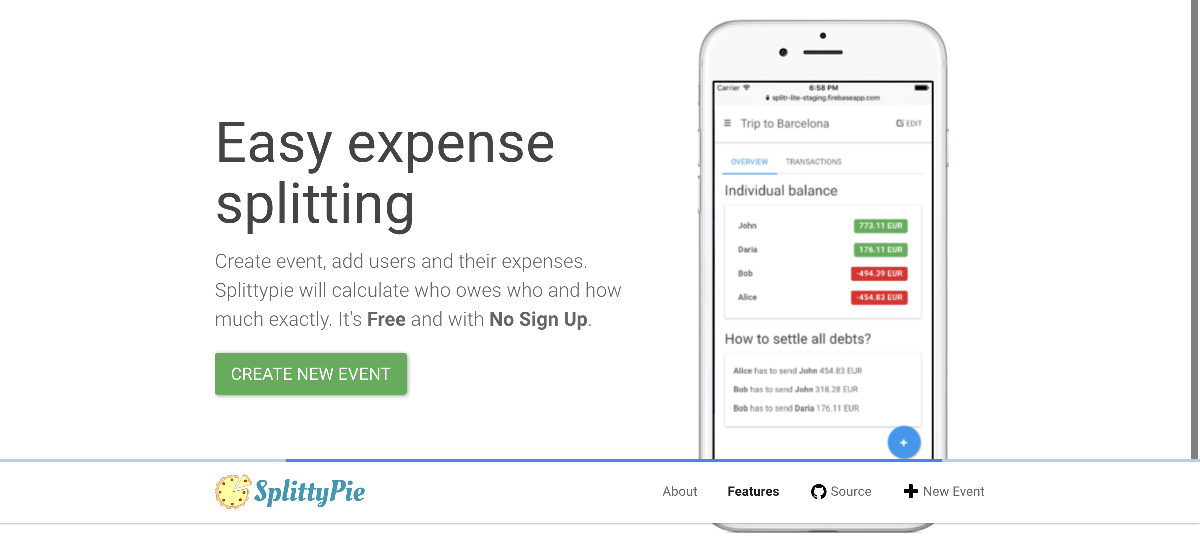 Easy expense
splitting
Create event, add users and their expenses.
Splittypie will calculate who owes who and how
much exactly. It's Free and with No Sign Up.
CREATE NEW EVENT
Carrier 6:58 PM
splitr-lite-staging.firebaseapp.com
Trip to Barcelona EDIT
OVERVIEW TRANSACTIONS
Individual balance
John 773.11 EUR
Daria 176.11 EUR
Bob -494.39 EUR
Alice -454.83 EUR
How to settle all debts?
Alice has to send John 454.83 EUR
Bob has to send John 318.28 EUR
Bob has to send Daria 176.11 EUR
+
SplittyPie About Features Source New Event